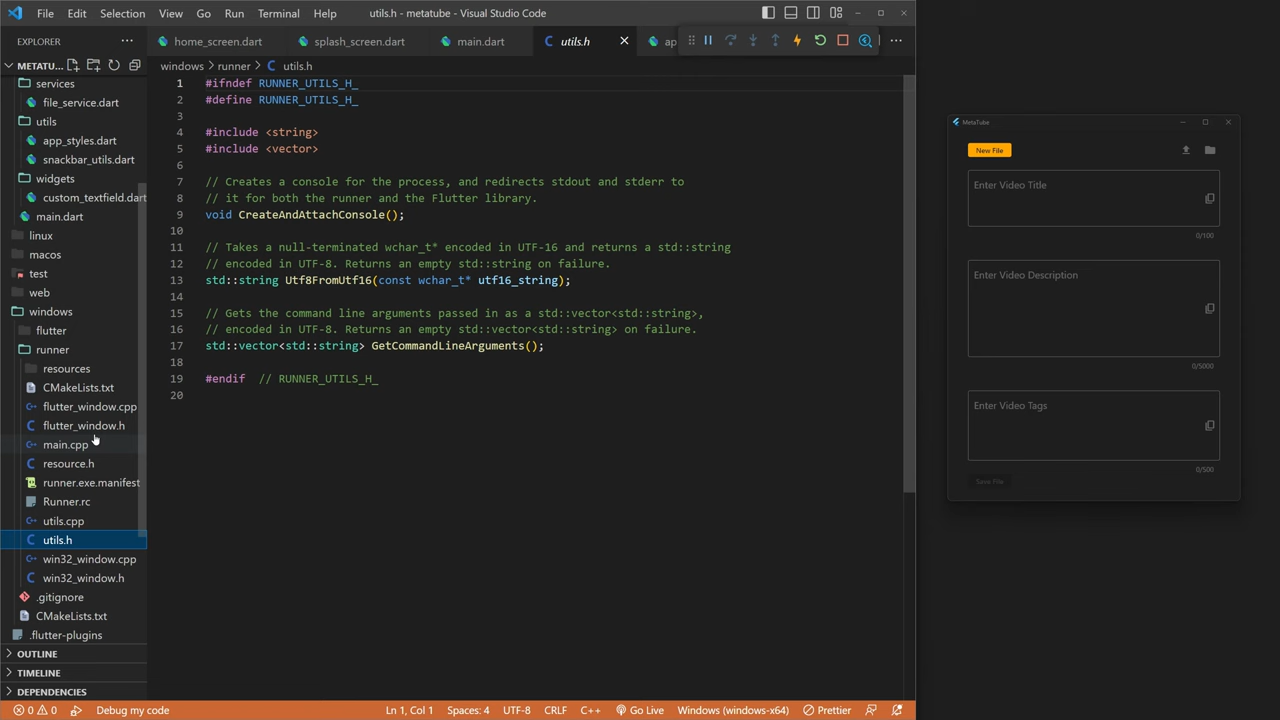 File Edit Selection View Go Run Terminal Help utils.h - metatube - Visual Studio Code
EXPLORER
home_screen.dart splash_screen.dart main.dart utils.h ap
METATU...
windows > runner > utils.h
services
file_service.dart
utils
app_styles.dart
snackbar_utils.dart
widgets
custom_textfield.dart
main.dart
linux
macos
test
web
windows
flutter
runner
resources
CMakeLists.txt
flutter_window.cpp
flutter_window.h
main.cpp
resource.h
runner.exe.manifest
Runner.rc
utils.cpp
utils.h
win32_window.cpp
win32_window.h
.gitignore
CMakeLists.txt
.flutter-plugins
OUTLINE
TIMELINE
DEPENDENCIES
1 #ifndef RUNNER_UTILS_H_
2 #define RUNNER_UTILS_H_
3
4 #include <string>
5 #include <vector>
6
7 // Creates a console for the process, and redirects stdout and stderr to
8 // it for both the runner and the Flutter library.
9 void CreateAndAttachConsole();
10
11 // Takes a null-terminated wchar_t* encoded in UTF-16 and returns a std::string
12 // encoded in UTF-8. Returns an empty std::string on failure.
13 std::string Utf8FromUtf16(const wchar_t* utf16_string);
14
15 // Gets the command line arguments passed in as a std::vector<std::string>,
16 // encoded in UTF-8. Returns an empty std::vector<std::string> on failure.
17 std::vector<std::string> GetCommandLineArguments();
18
19 #endif // RUNNER_UTILS_H_
20
MetaTube
New File
Enter Video Title
0/100
Enter Video Description
0/5000
Enter Video Tags
0/500
Save File
0 0 Debug my code Ln 1, Col 1 Spaces: 4 UTF-8 CRLF C++ Go Live Windows (windows-x64) Prettier